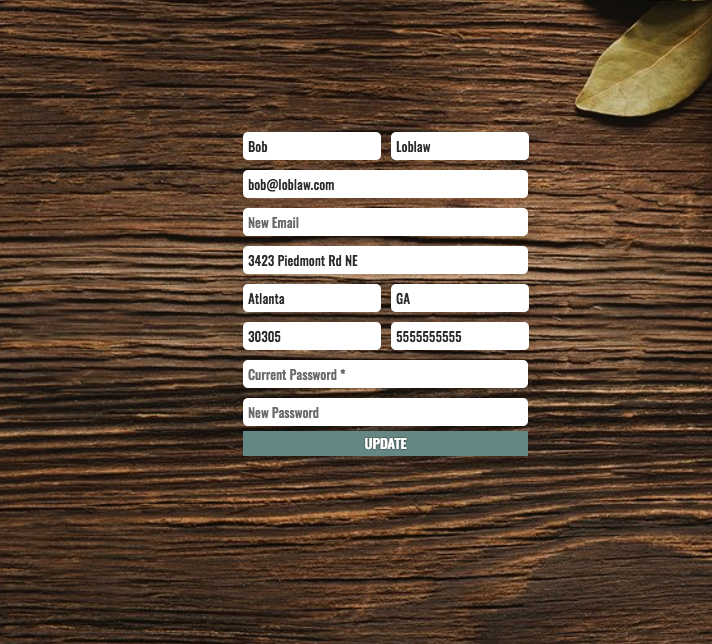 Bob Loblaw
bob@loblaw.com
New Email
3423 Piedmont Rd NE
Atlanta GA
30305 5555555555
Current Password *
New Password
UPDATE